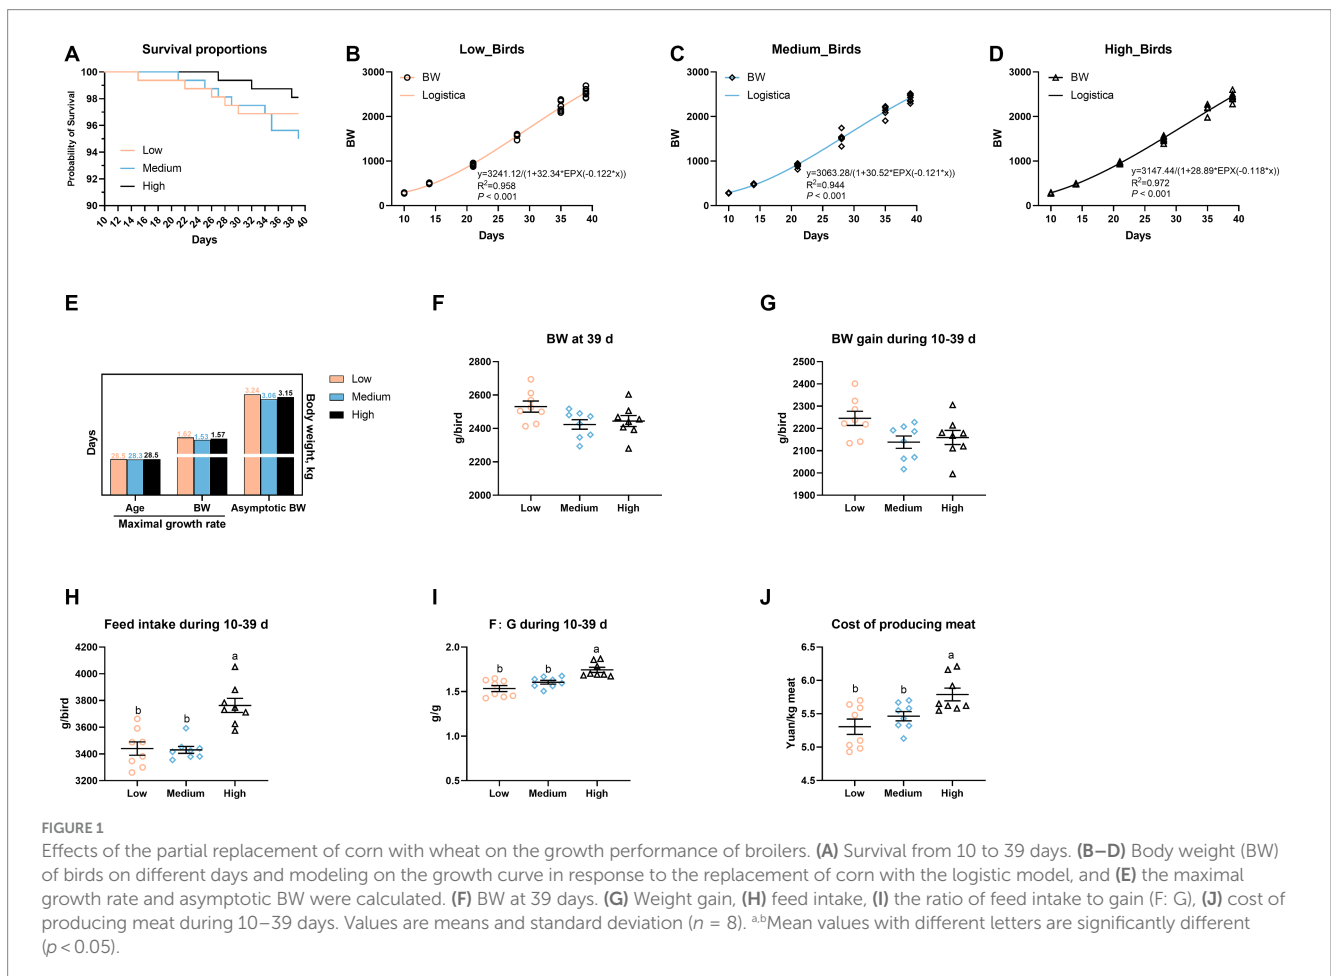 A
Survival proportions
Probability of Survival
100
98
96
94
92
90
Low
Medium
High
10 12 14 16 18 20 22 24 26 28 30 32 34 36 38 40
Days
B
Low_Birds
BW
3000
2000
1000
0
BW
Logistica
y=3241.12/(1+32.34*EPX(-0.122*x))
R²=0.958
P < 0.001
10 15 20 25 30 35 40
Days
C
Medium_Birds
BW
3000
2000
1000
0
BW
Logistica
y=3063.28/(1+30.52*EPX(-0.121*x))
R²=0.944
P < 0.001
10 15 20 25 30 35 40
Days
D
High_Birds
BW
3000
2000
1000
0
BW
Logistica
y=3147.44/(1+28.89*EPX(-0.118*x))
R²=0.972
P < 0.001
10 15 20 25 30 35 40
Days
E
Days
28.5 28.3 28.5
1.62 1.53 1.57
3.24 3.06 3.15
Body weight, kg
Low
Medium
High
Age BW Asymptotic BW
Maximal growth rate
F
BW at 39 d
g/bird
2800
2600
2400
2200
2000
Low Medium High
G
BW gain during 10-39 d
g/bird
2500
2400
2300
2200
2100
2000
1900
Low Medium High
H
Feed intake during 10-39 d
g/bird
4200
4000
3800
3600
3400
3200
b b a
Low Medium High
I
F: G during 10-39 d
g/g
2.0
1.5
1.0
0.5
b b a
Low Medium High
J
Cost of producing meat
Yuan/kg meat
6.5
6.0
5.5
5.0
4.5
b b a
Low Medium High
FIGURE 1
Effects of the partial replacement of corn with wheat on the growth performance of broilers. (A) Survival from 10 to 39 days. (B–D) Body weight (BW)
of birds on different days and modeling on the growth curve in response to the replacement of corn with the logistic model, and (E) the maximal
growth rate and asymptotic BW were calculated. (F) BW at 39 days. (G) Weight gain, (H) feed intake, (I) the ratio of feed intake to gain (F: G), (J) cost of
producing meat during 10–39 days. Values are means and standard deviation (n = 8). a,bMean values with different letters are significantly different
(p < 0.05).